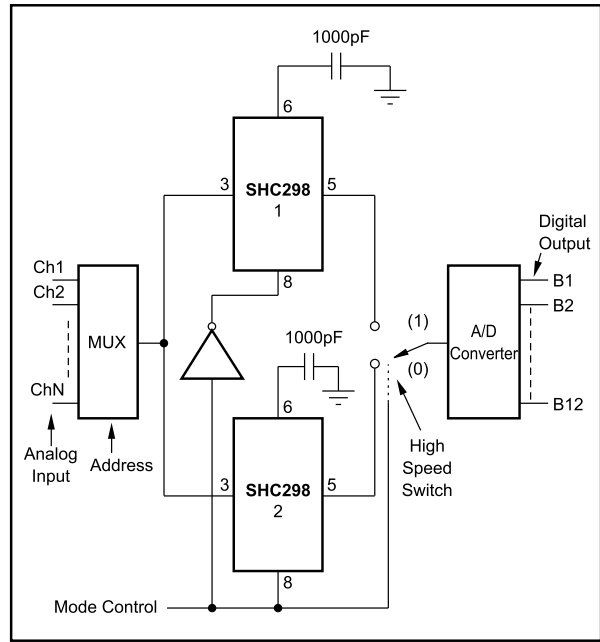 1000pF
6
3
SHC298
1
5
8
Ch1
Ch2
ChN
MUX
Analog
Input
Address
1000pF
6
3
SHC298
2
5
8
(1)
(0)
High
Speed
Switch
A/D
Converter
Digital
Output
B1
B2
B12
Mode Control